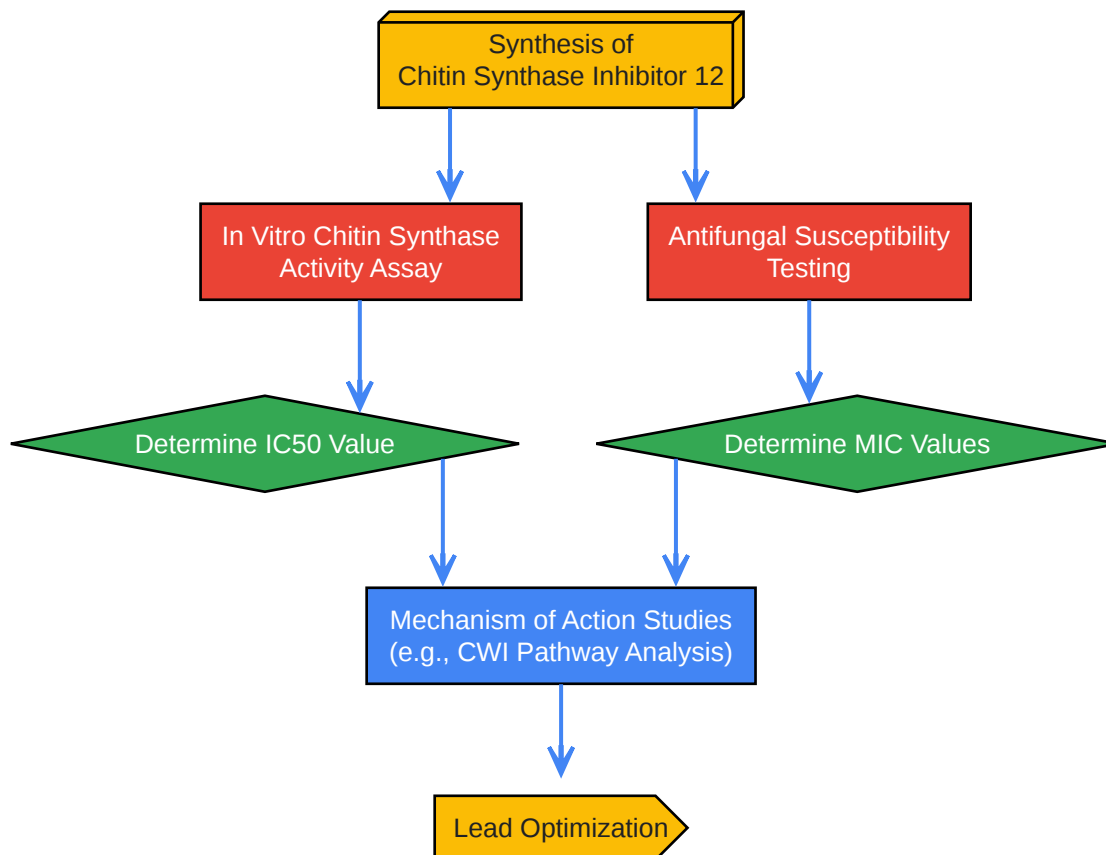 Synthesis of
Chitin Synthase Inhibitor 12
In Vitro Chitin Synthase
Activity Assay
Antifungal Susceptibility
Testing
Determine IC50 Value
Determine MIC Values
Mechanism of Action Studies
(e.g., CWI Pathway Analysis)
Lead Optimization